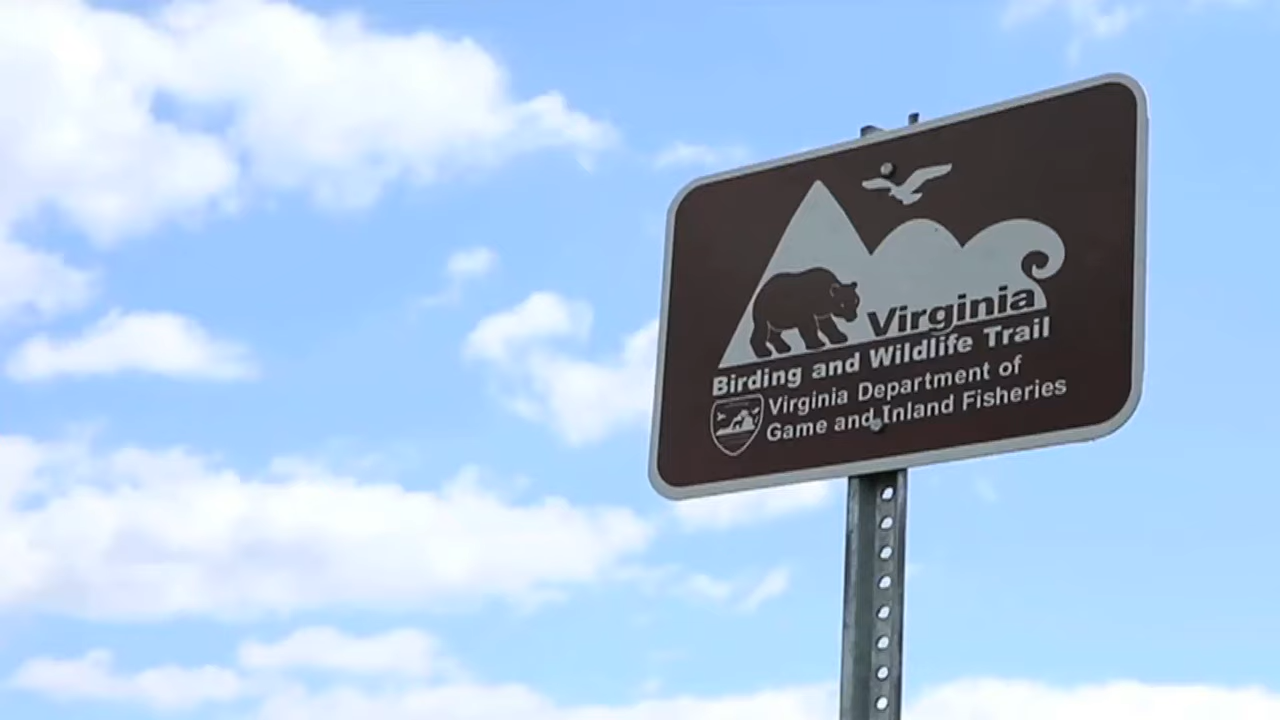 Virginia
Birding and Wildlife Trail
Virginia Department of
Game and Inland Fisheries